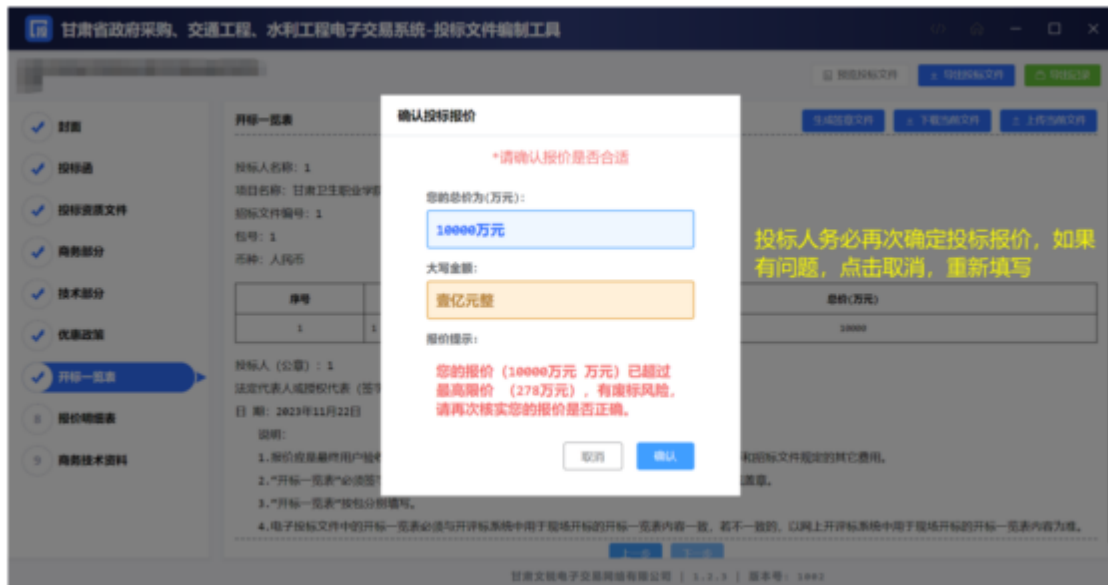 甘肃省政府采购、交通工程、水利工程电子交易系统-投标文件编制工具
预览投标文件
导出投标文件
导出记录
封面
投标函
投标资质文件
商务部分
技术部分
优惠政策
开标一览表
8 报价明细表
9 商务技术资料
开标一览表
生成签章文件
下载当前文件
上传当前文件
投标人名称: 1
项目名称: 甘肃卫生职业学院
招标文件编号: 1
包号: 1
币种: 人民币
序号
总价(万元)
1
1
10000
投标人 (公章) : 1
法定代表人或授权代表 (签字
日 期: 2023年11月22日
说明:
1.报价应是最终用户验收
和招标文件规定的其它费用。
2."开标一览表"必须签
盖章。
3."开标一览表"按包分别填写。
4.电子投标文件中的开标一览表必须与开评标系统中用于现场开标的开标一览表内容一致, 若不一致的, 以网上开评标系统中用于现场开标的开标一览表内容为准。
上一步
下一步
确认投标报价
*请确认报价是否合适
您的总价为(万元):
10000万元
大写金额:
壹亿元整
报价提示:
您的报价 (10000万元 万元) 已超过
最高限价 (278万元) , 有废标风险,
请再次核实您的报价是否正确。
取消
确认
投标人务必再次确定投标报价，如果
有问题，点击取消，重新填写
甘肃文锐电子交易网络有限公司 | 1.2.3 | 版本号: 1002